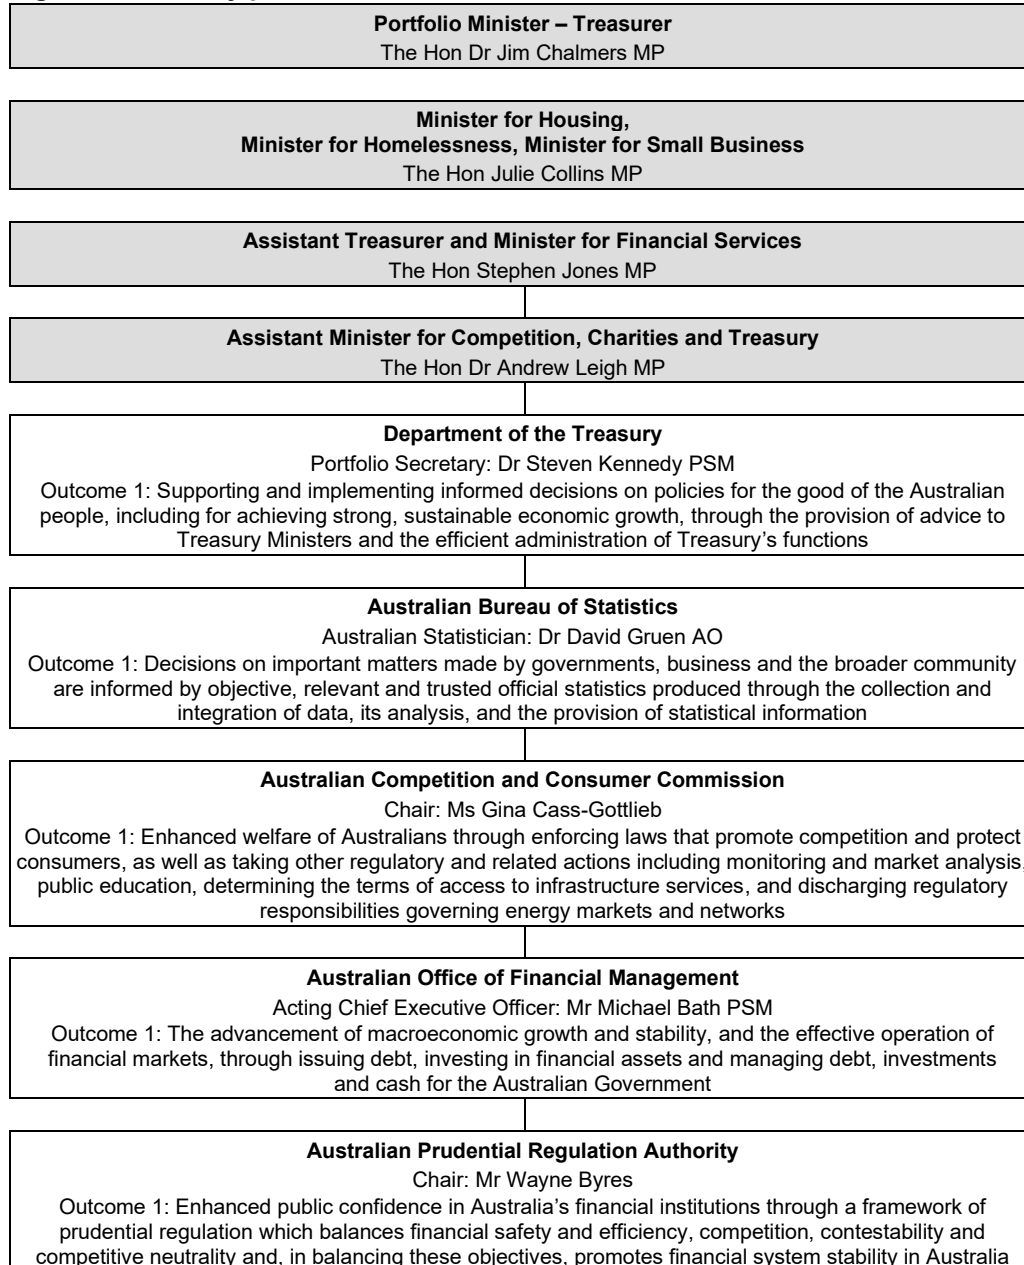 Portfolio Minister – Treasurer
The Hon Dr Jim Chalmers MP
Minister for Housing,
Minister for Homelessness, Minister for Small Business
The Hon Julie Collins MP
Assistant Treasurer and Minister for Financial Services
The Hon Stephen Jones MP
Assistant Minister for Competition, Charities and Treasury
The Hon Dr Andrew Leigh MP
Department of the Treasury
Portfolio Secretary: Dr Steven Kennedy PSM
Outcome 1: Supporting and implementing informed decisions on policies for the good of the Australian
people, including for achieving strong, sustainable economic growth, through the provision of advice to
Treasury Ministers and the efficient administration of Treasury’s functions
Australian Bureau of Statistics
Australian Statistician: Dr David Gruen AO
Outcome 1: Decisions on important matters made by governments, business and the broader community
are informed by objective, relevant and trusted official statistics produced through the collection and
integration of data, its analysis, and the provision of statistical information
Australian Competition and Consumer Commission
Chair: Ms Gina Cass-Gottlieb
Outcome 1: Enhanced welfare of Australians through enforcing laws that promote competition and protect
consumers, as well as taking other regulatory and related actions including monitoring and market analysis,
public education, determining the terms of access to infrastructure services, and discharging regulatory
responsibilities governing energy markets and networks
Australian Office of Financial Management
Acting Chief Executive Officer: Mr Michael Bath PSM
Outcome 1: The advancement of macroeconomic growth and stability, and the effective operation of
financial markets, through issuing debt, investing in financial assets and managing debt, investments
and cash for the Australian Government
Australian Prudential Regulation Authority
Chair: Mr Wayne Byres
Outcome 1: Enhanced public confidence in Australia’s financial institutions through a framework of
prudential regulation which balances financial safety and efficiency, competition, contestability and
competitive neutrality and, in balancing these objectives, promotes financial system stability in Australia